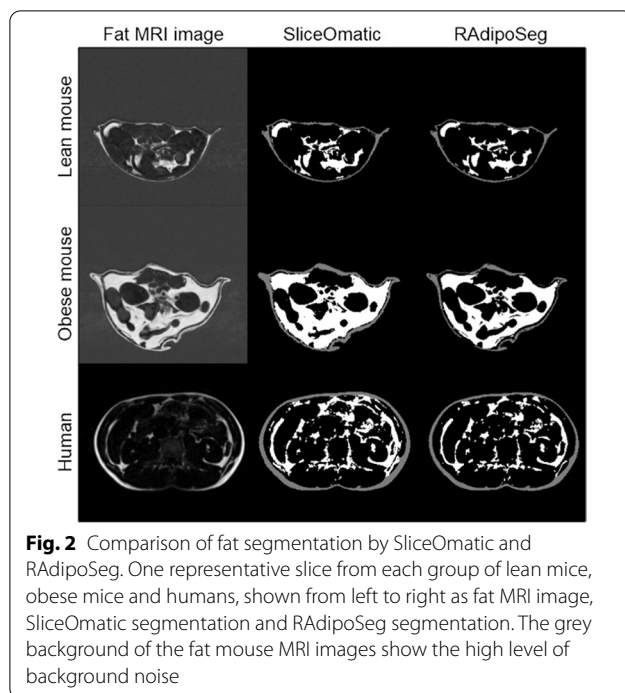 Fat MRI image SliceOmatic RAdipoSeg
Lean mouse
Obese mouse
Human
Fig. 2 Comparison of fat segmentation by SliceOmatic and
RAdipoSeg. One representative slice from each group of lean mice,
obese mice and humans, shown from left to right as fat MRI image,
SliceOmatic segmentation and RAdipoSeg segmentation. The grey
background of the fat mouse MRI images show the high level of
background noise